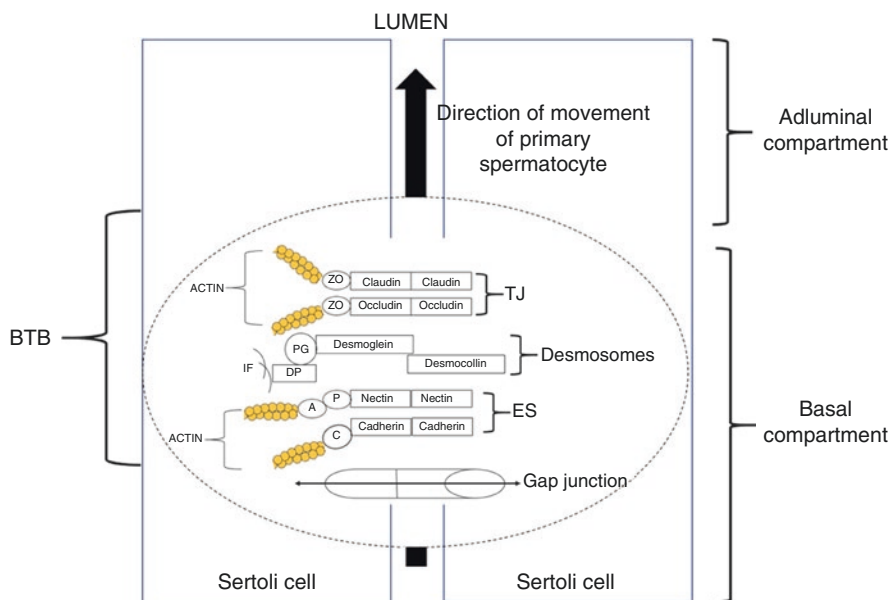 LUMEN
Direction of movement
of primary
spermatocyte
Adluminal
compartment
BTB
ACTIN
ZO
Claudin
Claudin
TJ
ZO
Occludin
Occludin
PG
Desmoglein
Desmocollin
Desmosomes
IF
DP
ACTIN
A
P
Nectin
Nectin
ES
C
Cadherin
Cadherin
Gap junction
Basal
compartment
Sertoli cell
Sertoli cell